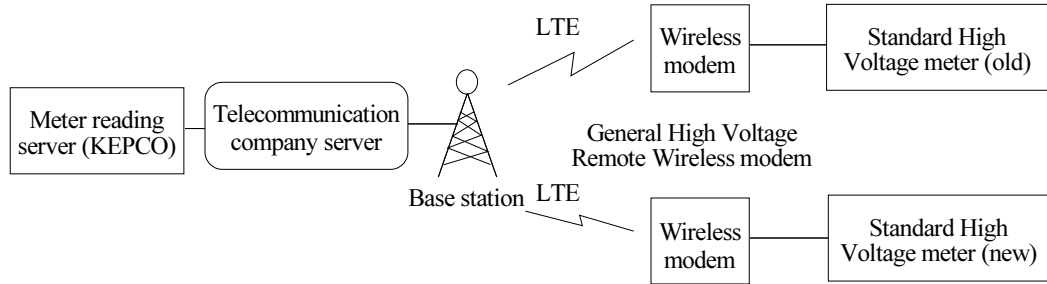 Meter reading
server (KEPCO)
Telecommunication
company server
Base station
LTE
LTE
General High Voltage
Remote Wireless modem
Wireless
modem
Standard High
Voltage meter (old)
Wireless
modem
Standard High
Voltage meter (new)